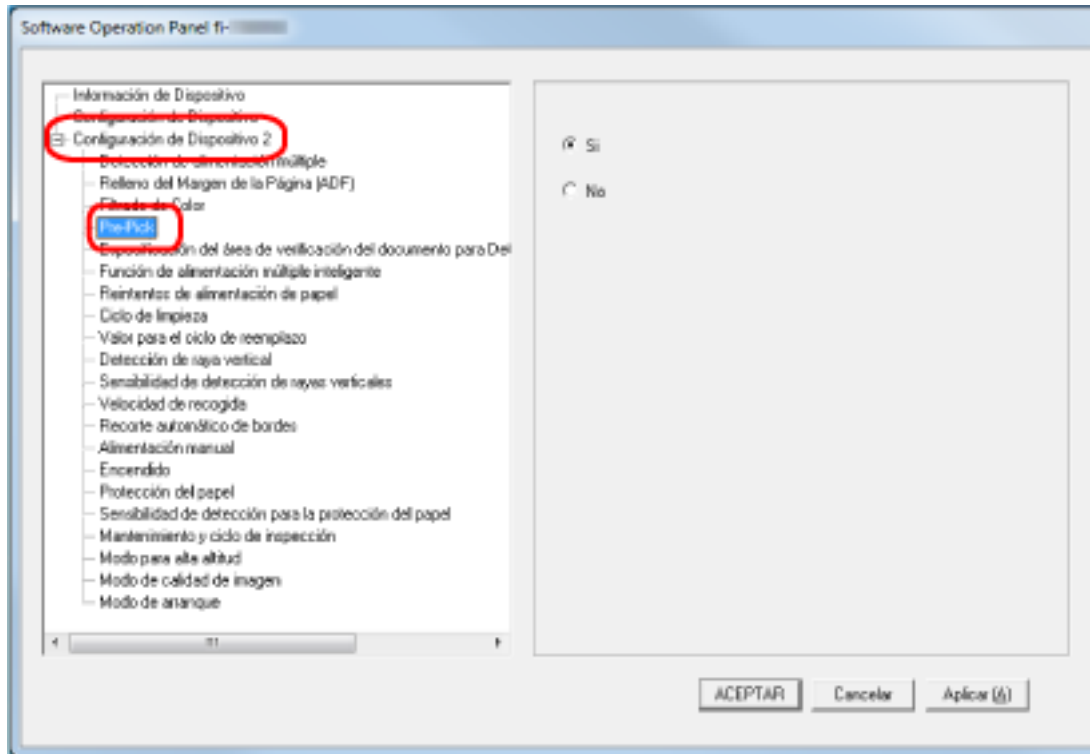 Software Operation Panel fi-
Información de Dispositivo
Configuración de Dispositivo
Configuración de Dispositivo 2
Detección de alimentación múltiple
Relleno del Margen de la Página (ADF)
Filtrado de Color
Pre-Pick
Especificación del área de verificación del documento para Det
Función de alimentación múltiple inteligente
Reintentos de alimentación de papel
Ciclo de limpieza
Valor para el ciclo de reemplazo
Detección de raya vertical
Sensibilidad de detección de rayas verticales
Velocidad de recogida
Recorte automático de bordes
Alimentación manual
Encendido
Protección del papel
Sensibilidad de detección para la protección del papel
Mantenimiento y ciclo de inspección
Modo para alta altitud
Modo de calidad de imagen
Modo de arranque
Si
No
ACEPTAR Cancelar Aplicar (A)